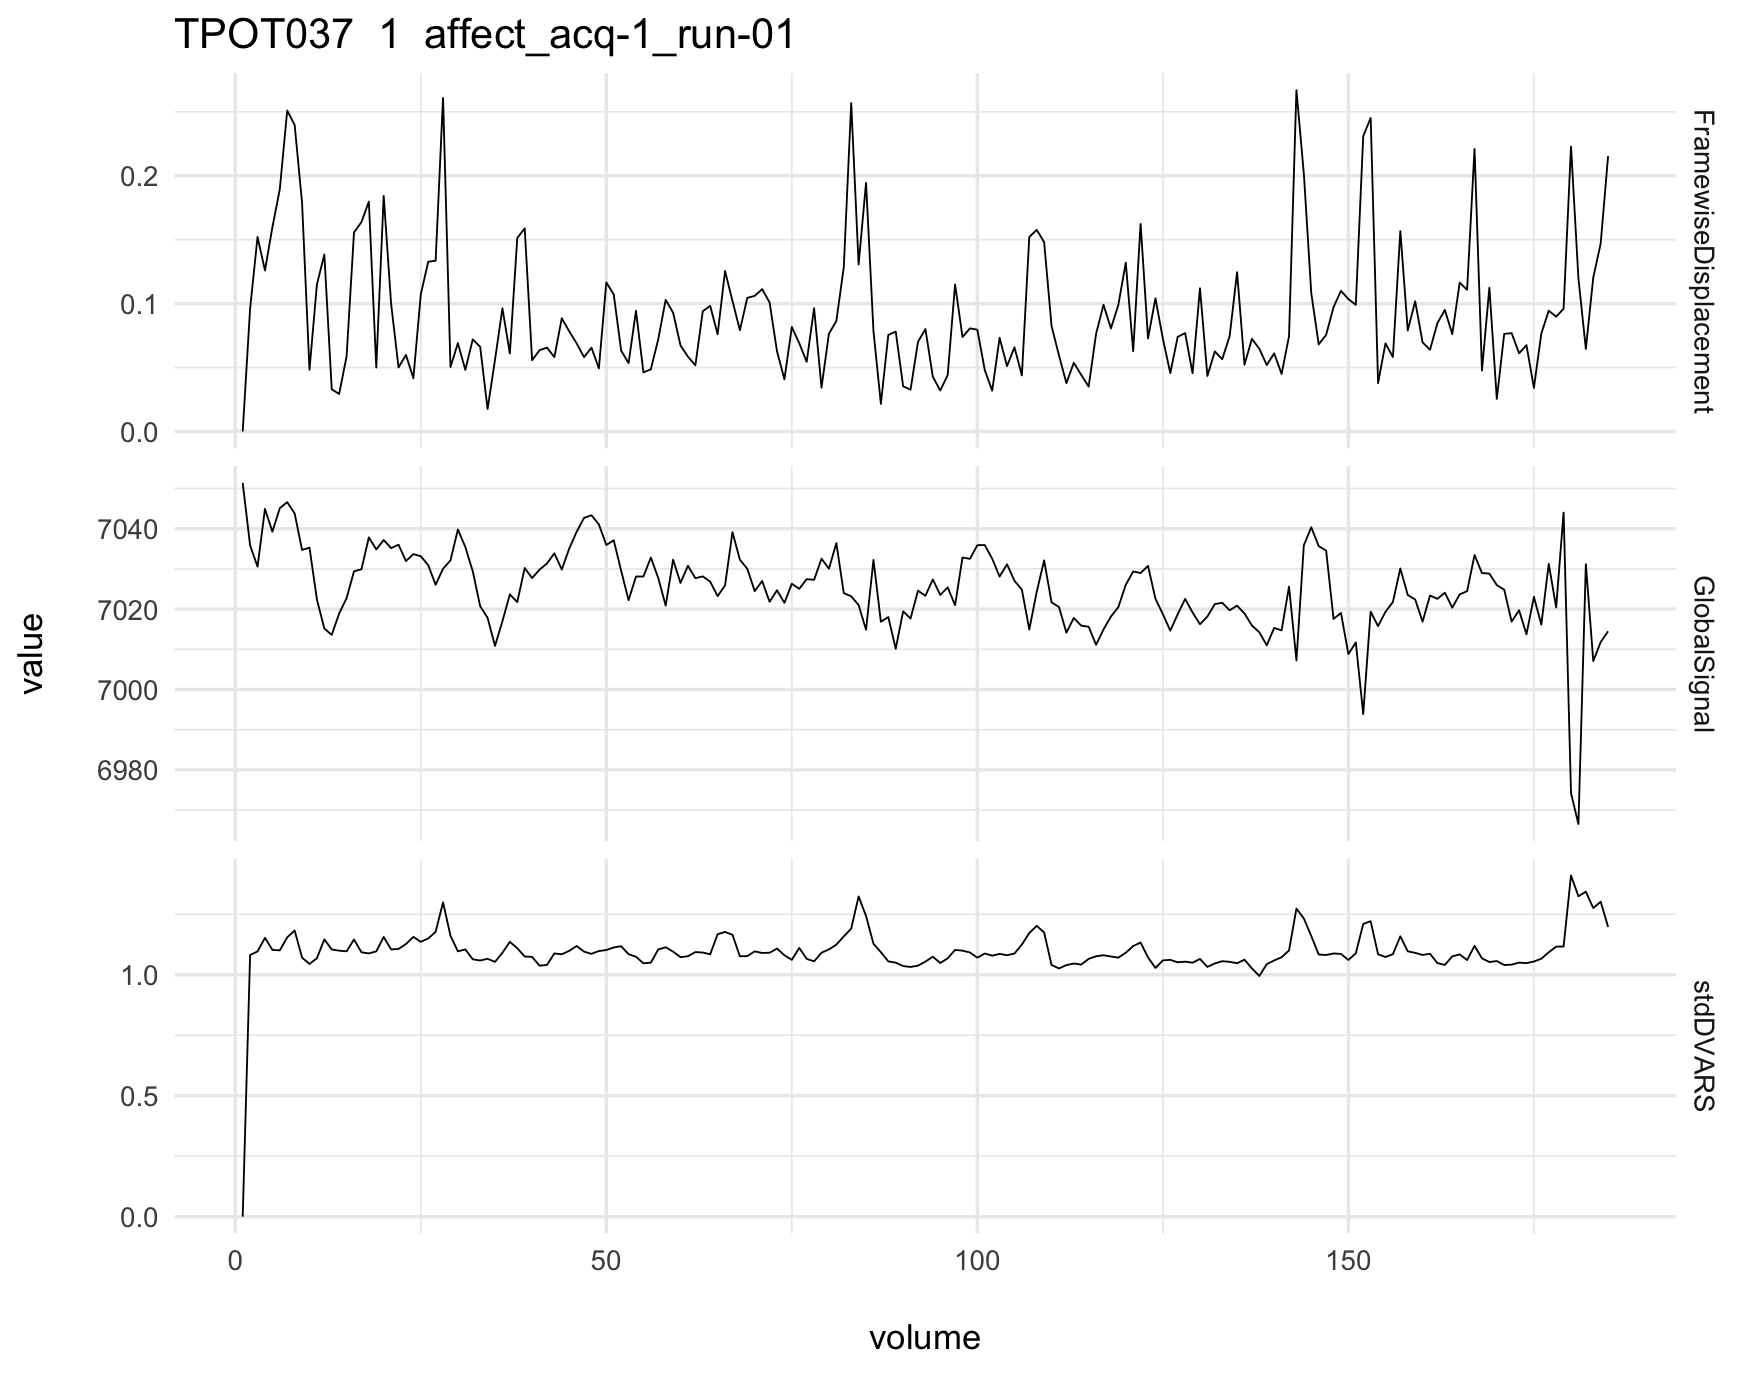 TPOT037 1 affect_acq-1_run-01
0.2
0.1
0.0
FramewiseDisplacement
7040
7020
7000
6980
GlobalSignal
value
1.0
0.5
0.0
stdDVARS
0 50 100 150
volume